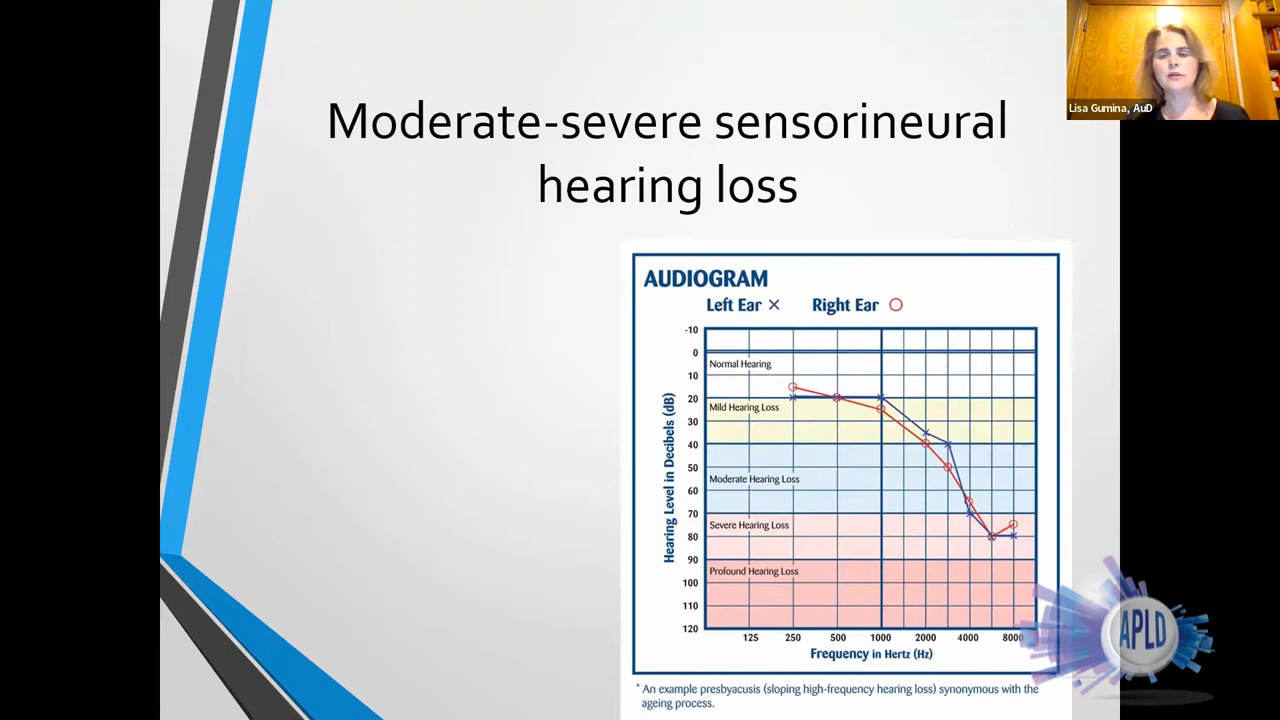 Lisa Gumina, AuD
Moderate-severe sensorineural
hearing loss
AUDIOGRAM
Left Ear × Right Ear ○
-10
0
Normal Hearing
10
20
Mild Hearing Loss
30
40
50
Moderate Hearing Loss
60
70
Severe Hearing Loss
80
90
Profound Hearing Loss
100
110
120
Hearing Level in Decibels (dB)
125 250 500 1000 2000 4000 8000
Frequency in Hertz (Hz)
* An example presbyacusis (sloping high-frequency hearing loss) synonymous with the
ageing process.
APLD